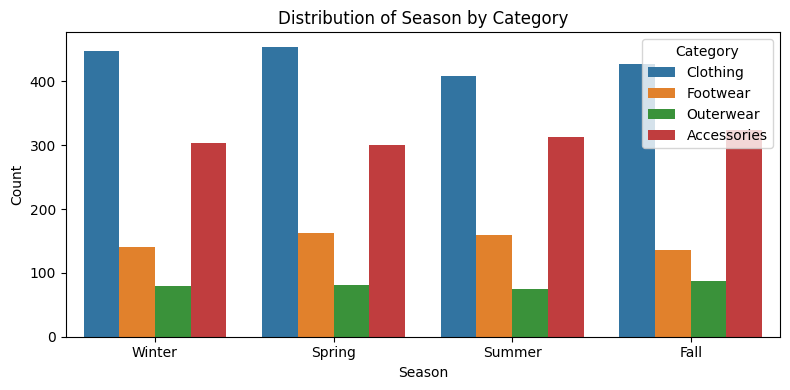 Distribution of Season by Category
Count
400
300
200
100
0
Category
Clothing
Footwear
Outerwear
Accessories
Winter
Spring
Summer
Fall
Season